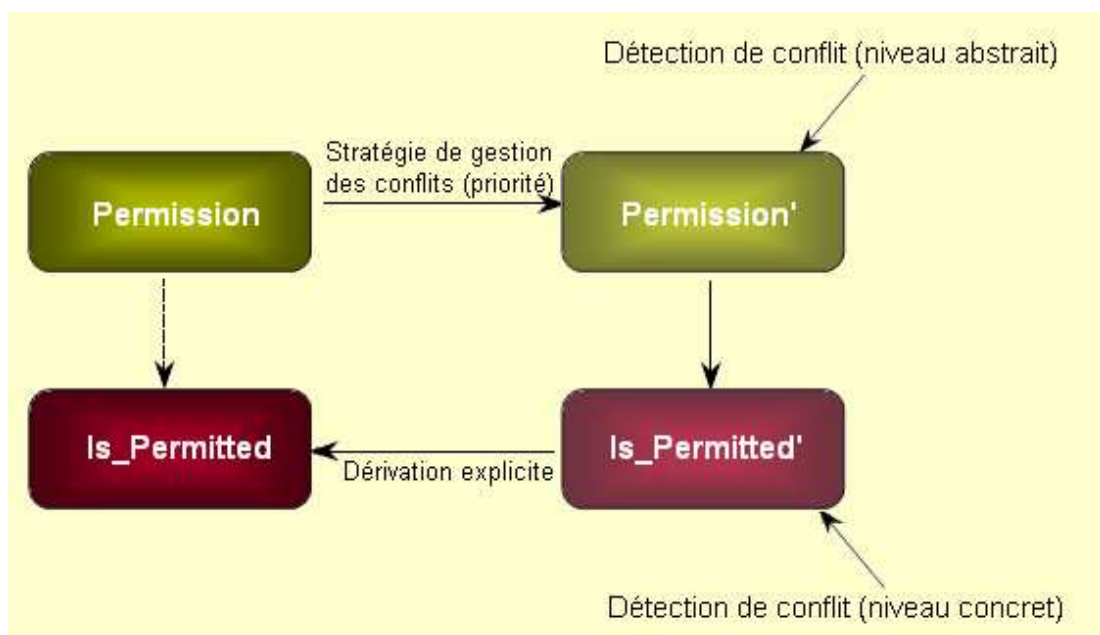 Détection de conflit (niveau abstrait)
Stratégie de gestion
des conflits (priorité)
Permission
Permission'
Is_Permitted
Is_Permitted'
Dérivation explicite
Détection de conflit (niveau concret)